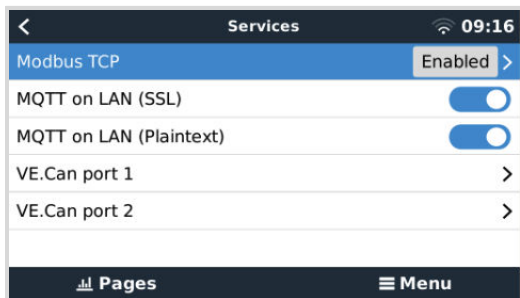 Services 09:16
Modbus TCP Enabled
MQTT on LAN (SSL)
MQTT on LAN (Plaintext)
VE.Can port 1
VE.Can port 2
Pages Menu